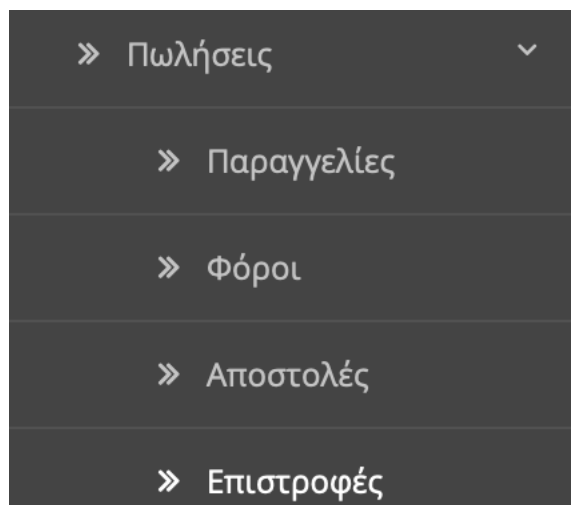 Πωλήσεις
Παραγγελίες
Φόροι
Αποστολές
Επιστροφές